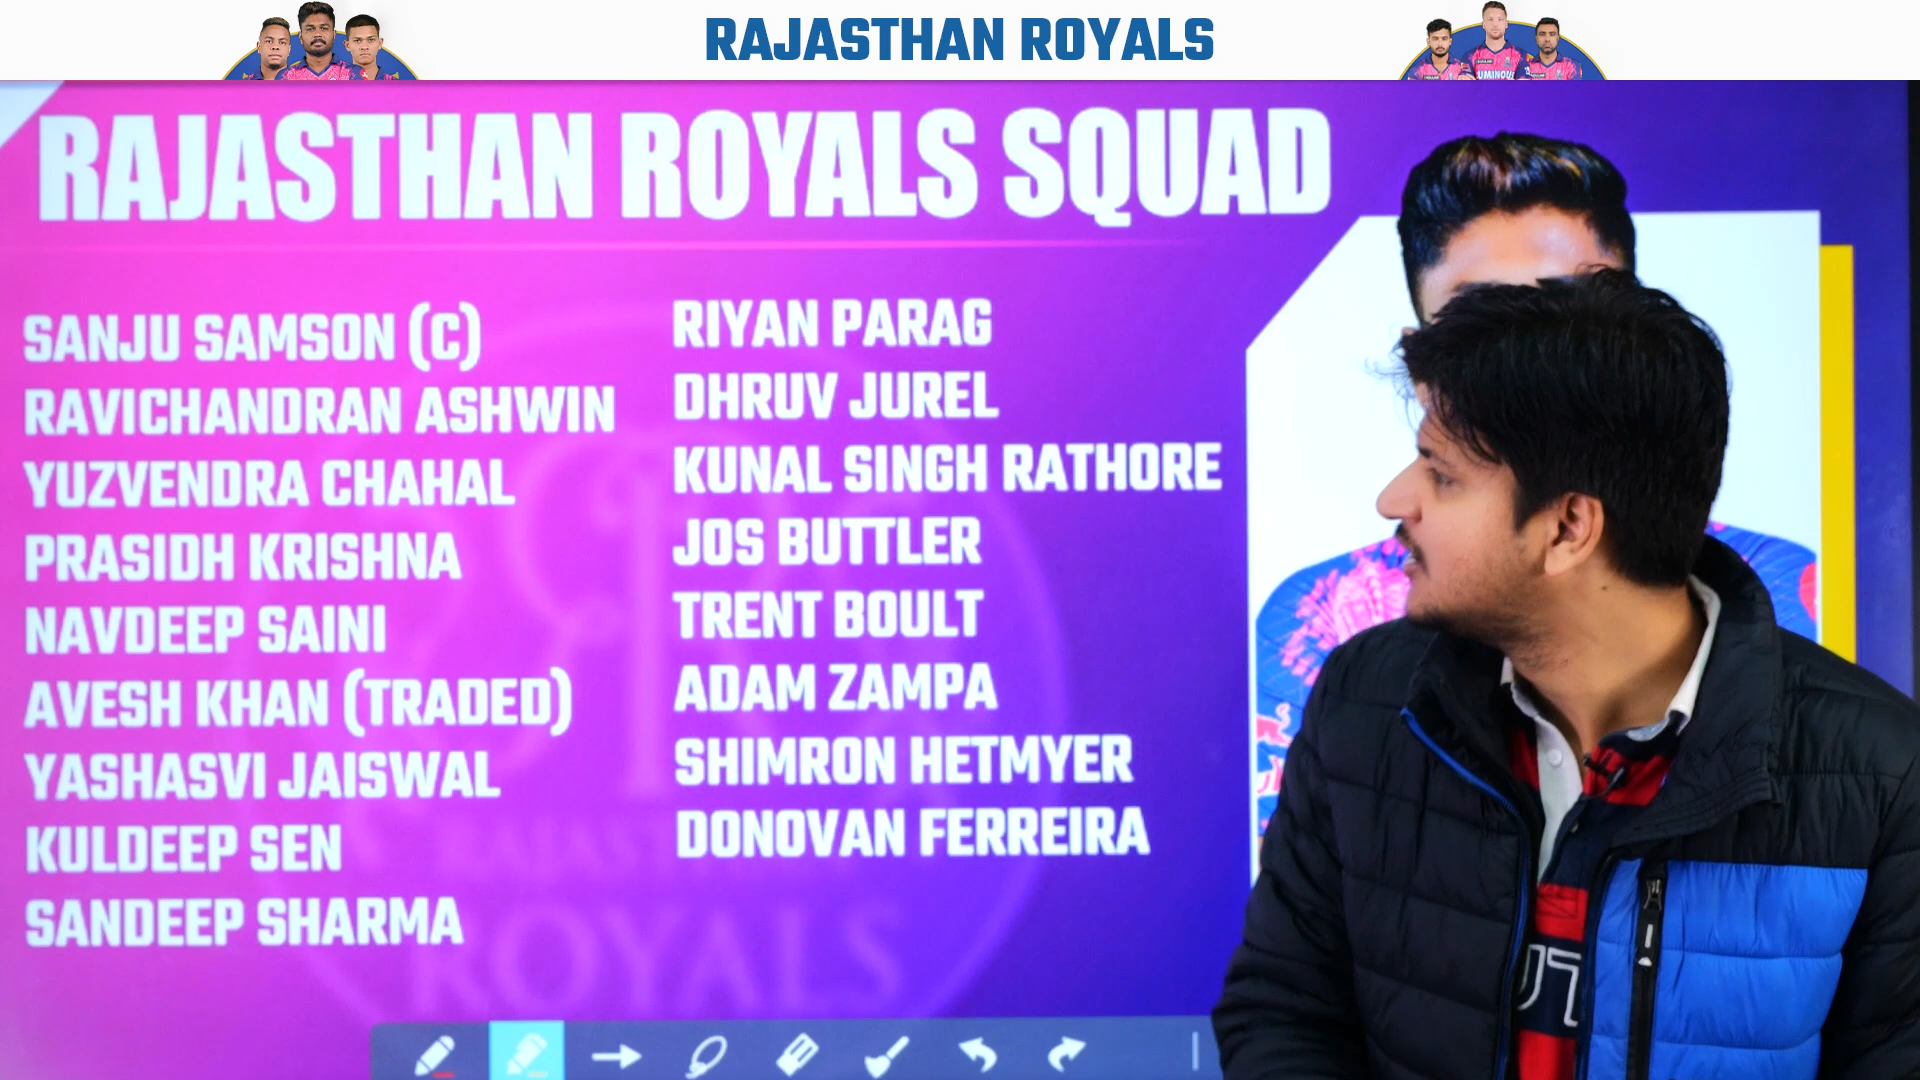 RAJASTHAN ROYALS
RAJASTHAN ROYALS SQUAD
SANJU SAMSON (C)
RAVICHANDRAN ASHWIN
YUZVENDRA CHAHAL
PRASIDH KRISHNA
NAVDEEP SAINI
AVESH KHAN (TRADED)
YASHASVI JAISWAL
KULDEEP SEN
SANDEEP SHARMA
RIYAN PARAG
DHRUV JUREL
KUNAL SINGH RATHORE
JOS BUTTLER
TRENT BOULT
ADAM ZAMPA
SHIMRON HETMYER
DONOVAN FERREIRA
ROYALS